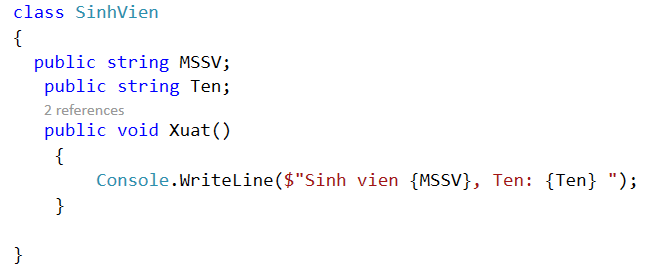 class SinhVien
{
public string MSSV;
public string Ten;
2 references
public void Xuat()
{
Console.WriteLine($"Sinh vien {MSSV}, Ten: {Ten} ");
}
}